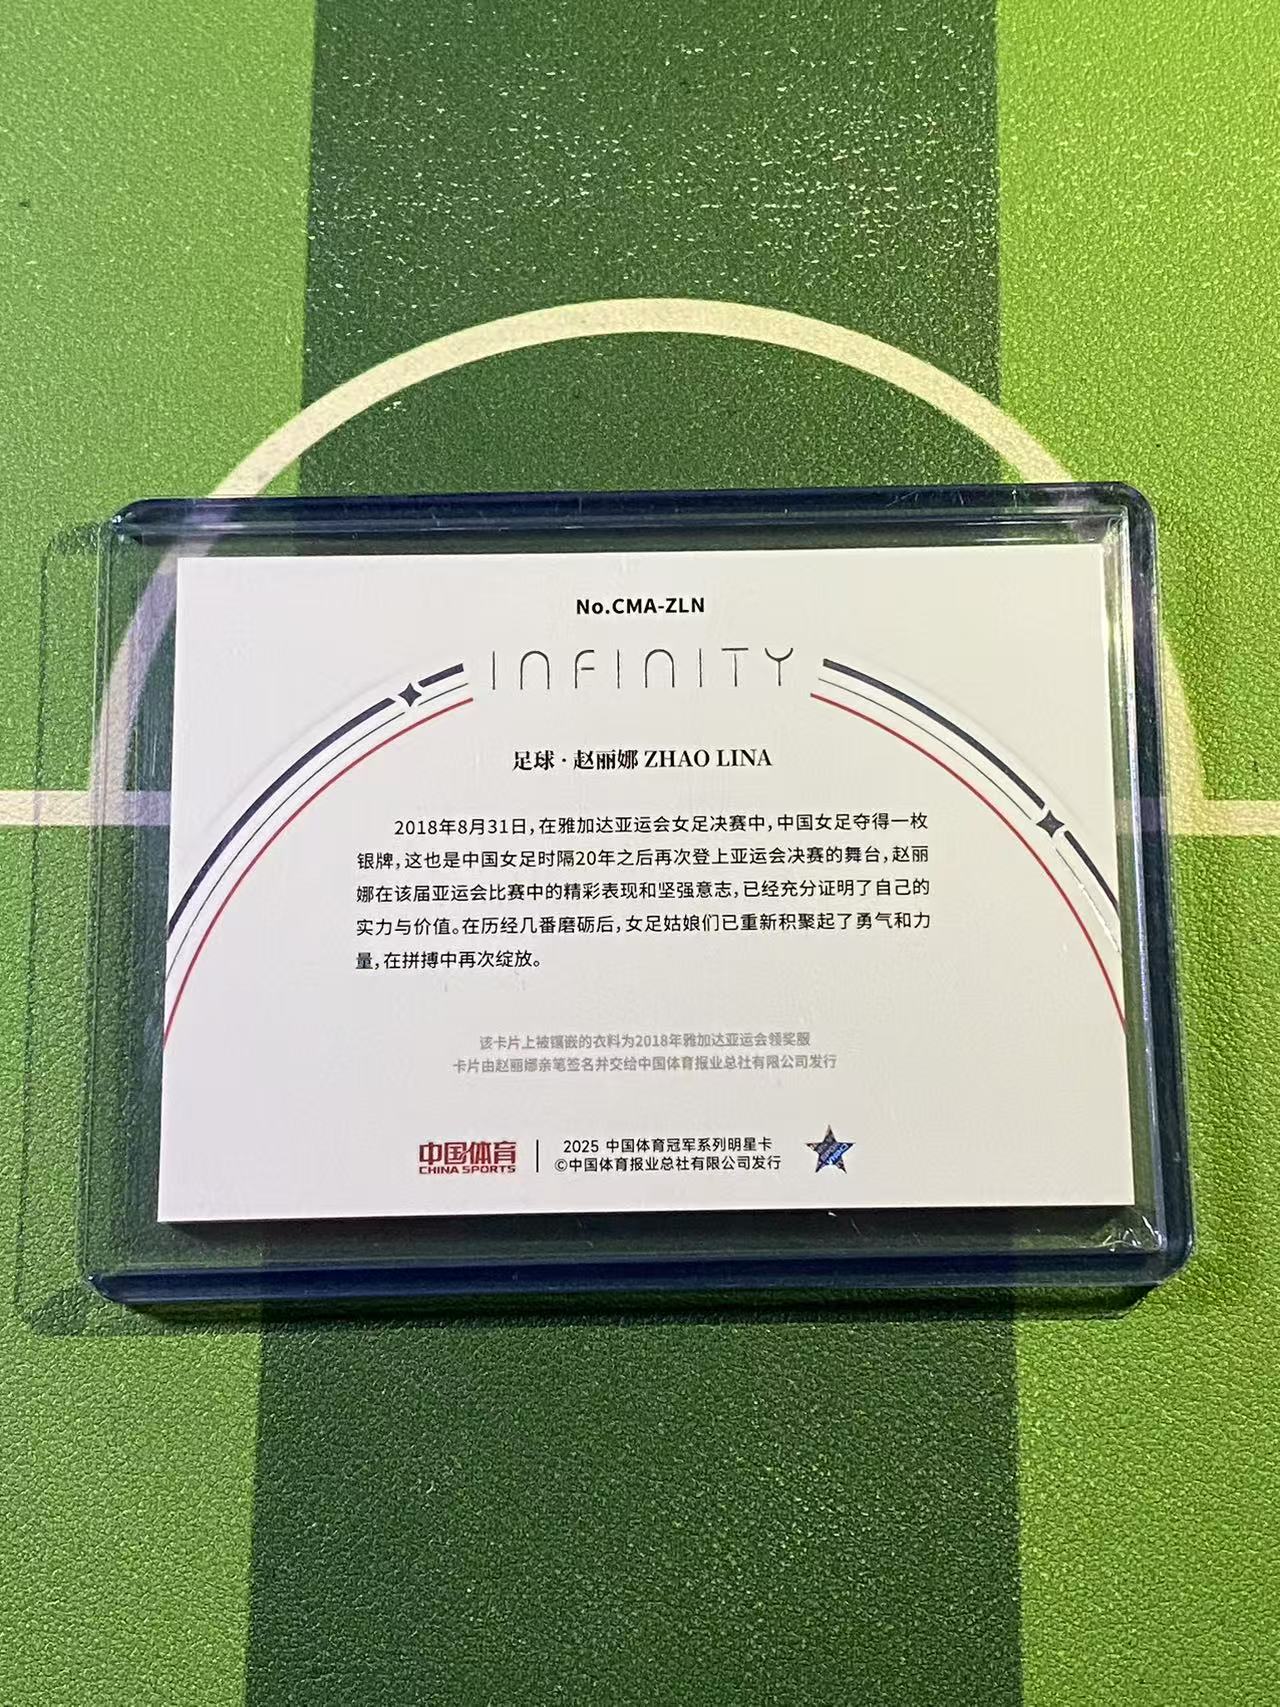 No.CMA-ZLN
INFINITY
足球·赵丽娜 ZHAO LINA
2018年8月31日，在雅加达亚运会女足决赛中，中国女足夺得一枚
银牌，这也是中国女足时隔20年之后再次登上亚运会决赛的舞台，赵丽
娜在该届亚运会比赛中的精彩表现和坚强意志，已经充分证明了自己的
实力与价值。在历经几番磨砺后，女足姑娘们已重新积聚起了勇气和力
量，在拼搏中再次绽放。
该卡片上被镶嵌的衣料为2018年雅加达亚运会领奖服
卡片由赵丽娜亲笔签名并交给中国体育报业总社有限公司发行
中国体育
CHINA SPORTS
2025 中国体育冠军系列明星卡
©中国体育报业总社有限公司发行